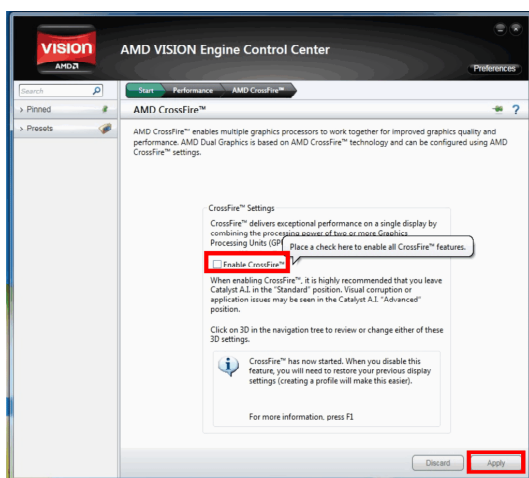 VISION
AMD
AMD VISION Engine Control Center
Preferences
Search
Start Performance AMD CrossFire™
> Pinned
> Presets
AMD CrossFire™
?
AMD CrossFire™ enables multiple graphics processors to work together for improved graphics quality and
performance. AMD Dual Graphics is based on AMD CrossFire™ technology and can be configured using AMD
CrossFire™ settings.
CrossFire™ Settings
CrossFire™ delivers exceptional performance on a single display by
combining the processing power of two or more Graphics
Processing Units (GP
Place a check here to enable all CrossFire™ features.
Enable CrossFire™
When enabling CrossFire™, it is highly recommended that you leave
Catalyst A.I. in the "Standard" position. Visual corruption or
application issues may be seen in the Catalyst A.I. "Advanced"
position.
Click on 3D in the navigation tree to review or change either of these
3D settings.
CrossFire™ has now started. When you disable this
feature, you will need to restore your previous display
settings (creating a profile will make this easier).
For more information, press F1
Discard
Apply